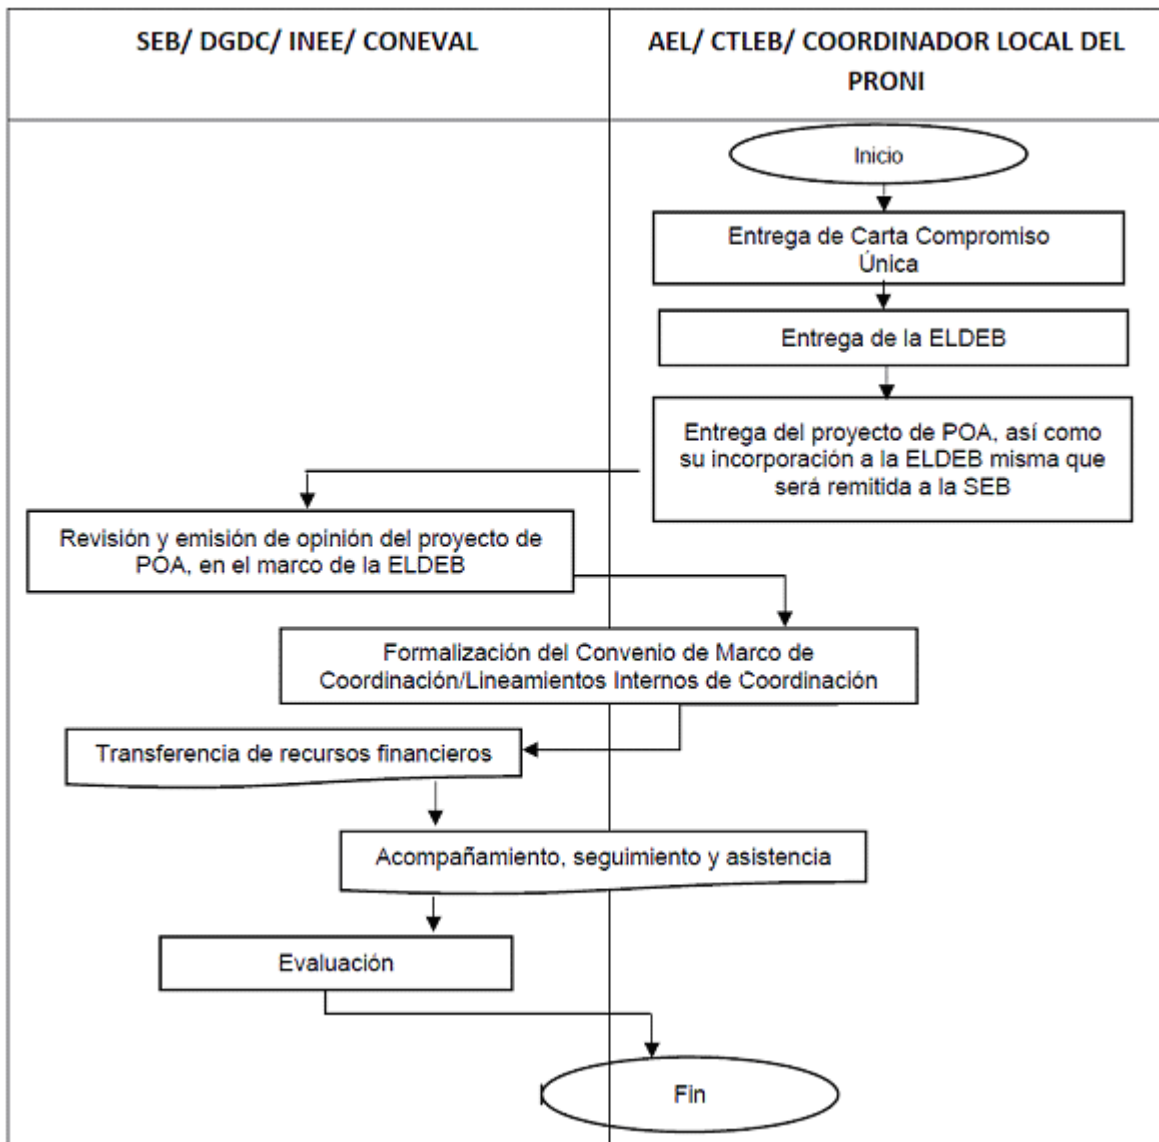 SEB/ DGDC/ INEE/ CONEVAL
AEL/ CTLEB/ COORDINADOR LOCAL DEL
PRONI
Inicio
Entrega de Carta Compromiso
Única
Entrega de la ELDEB
Entrega del proyecto de POA, así como
su incorporación a la ELDEB misma que
será remitida a la SEB
Revisión y emisión de opinión del proyecto de
POA, en el marco de la ELDEB
Formalización del Convenio de Marco de
Coordinación/Lineamientos Internos de Coordinación
Transferencia de recursos financieros
Acompañamiento, seguimiento y asistencia
Evaluación
Fin